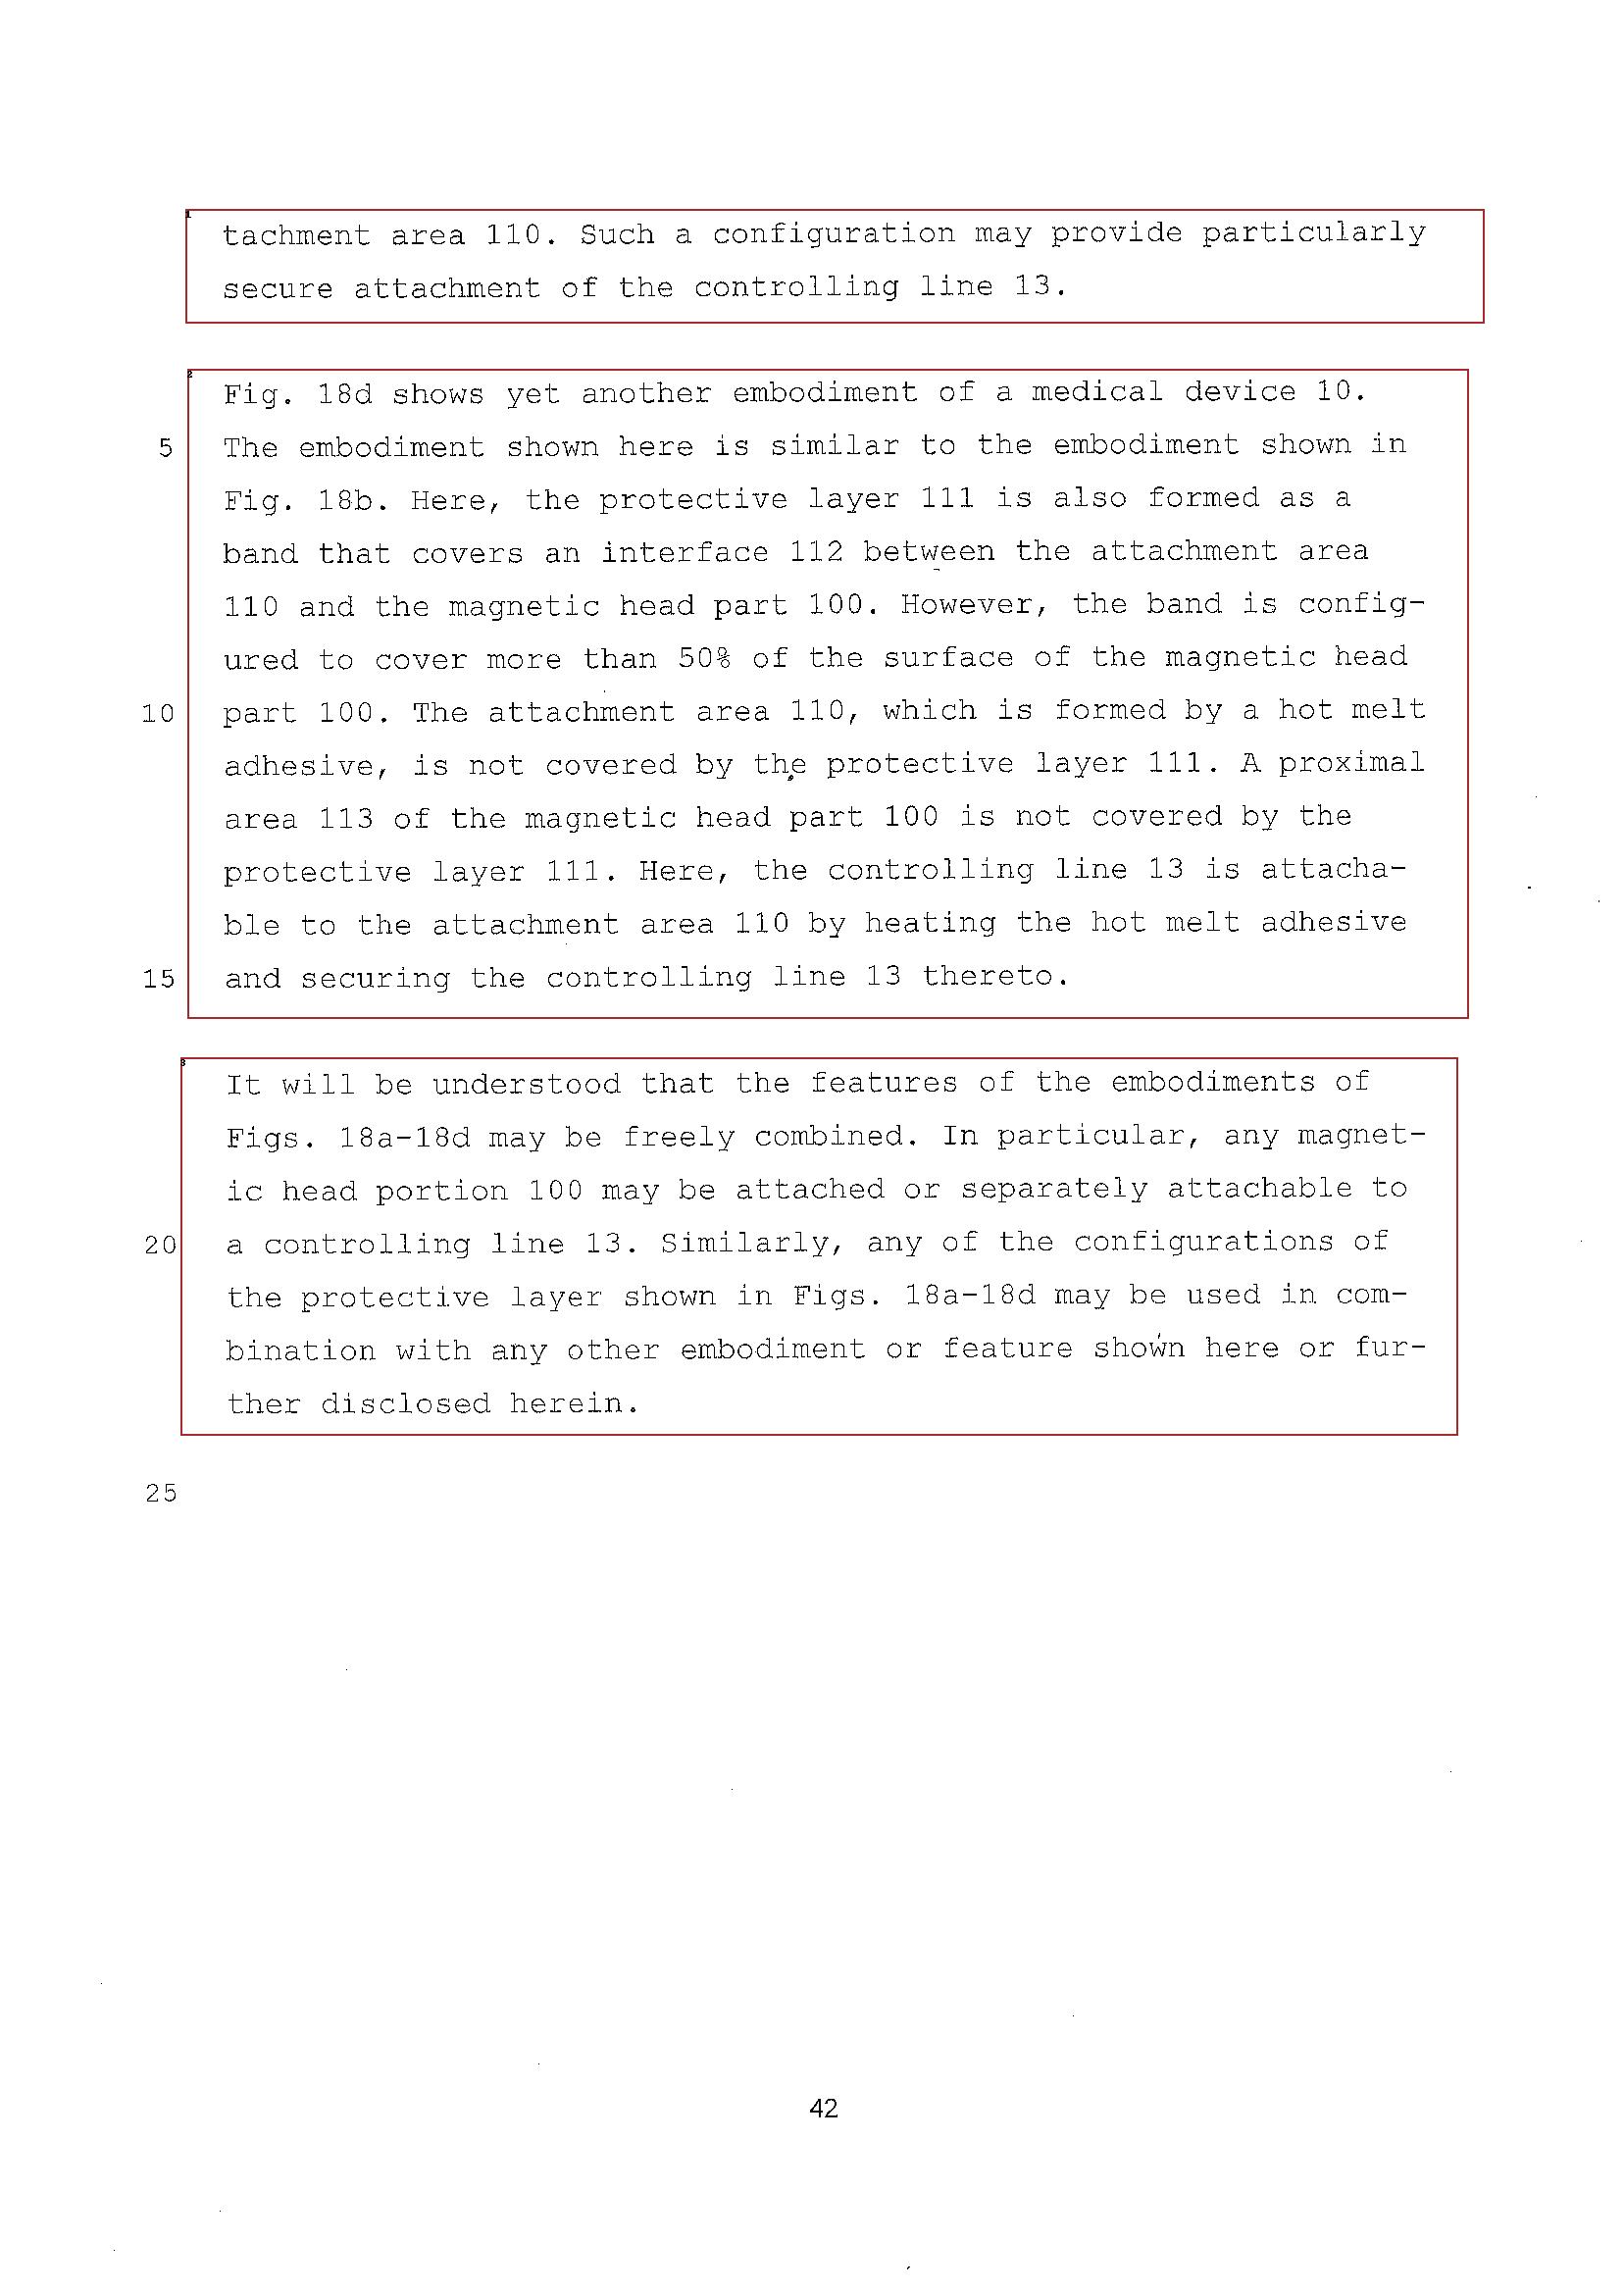 tachment area 110. Such a configuration may provide particularly
secure attachment of the controlling line 13.
Fig. 18d shows yet another embodiment of a medical device 10.
5 The embodiment shown here is similar to the embodiment shown in
Fig. 18b. Here, the protective layer 111 is also formed as a
band that covers an interface 112 between the attachment area
110 and the magnetic head part 100. However, the band is config-
ured to cover more than 50% of the surface of the magnetic head
10 part 100. The attachment area 110, which is formed by a hot melt
adhesive, is not covered by the protective layer 111. A proximal
area 113 of the magnetic head part 100 is not covered by the
protective layer 111. Here, the controlling line 13 is attacha-
ble to the attachment area 110 by heating the hot melt adhesive
15 and securing the controlling line 13 thereto.
It will be understood that the features of the embodiments of
Figs. 18a-18d may be freely combined. In particular, any magnet-
ic head portion 100 may be attached or separately attachable to
20 a controlling line 13. Similarly, any of the configurations of
the protective layer shown in Figs. 18a-18d may be used in com-
bination with any other embodiment or feature shown here or fur-
ther disclosed herein.
25
42